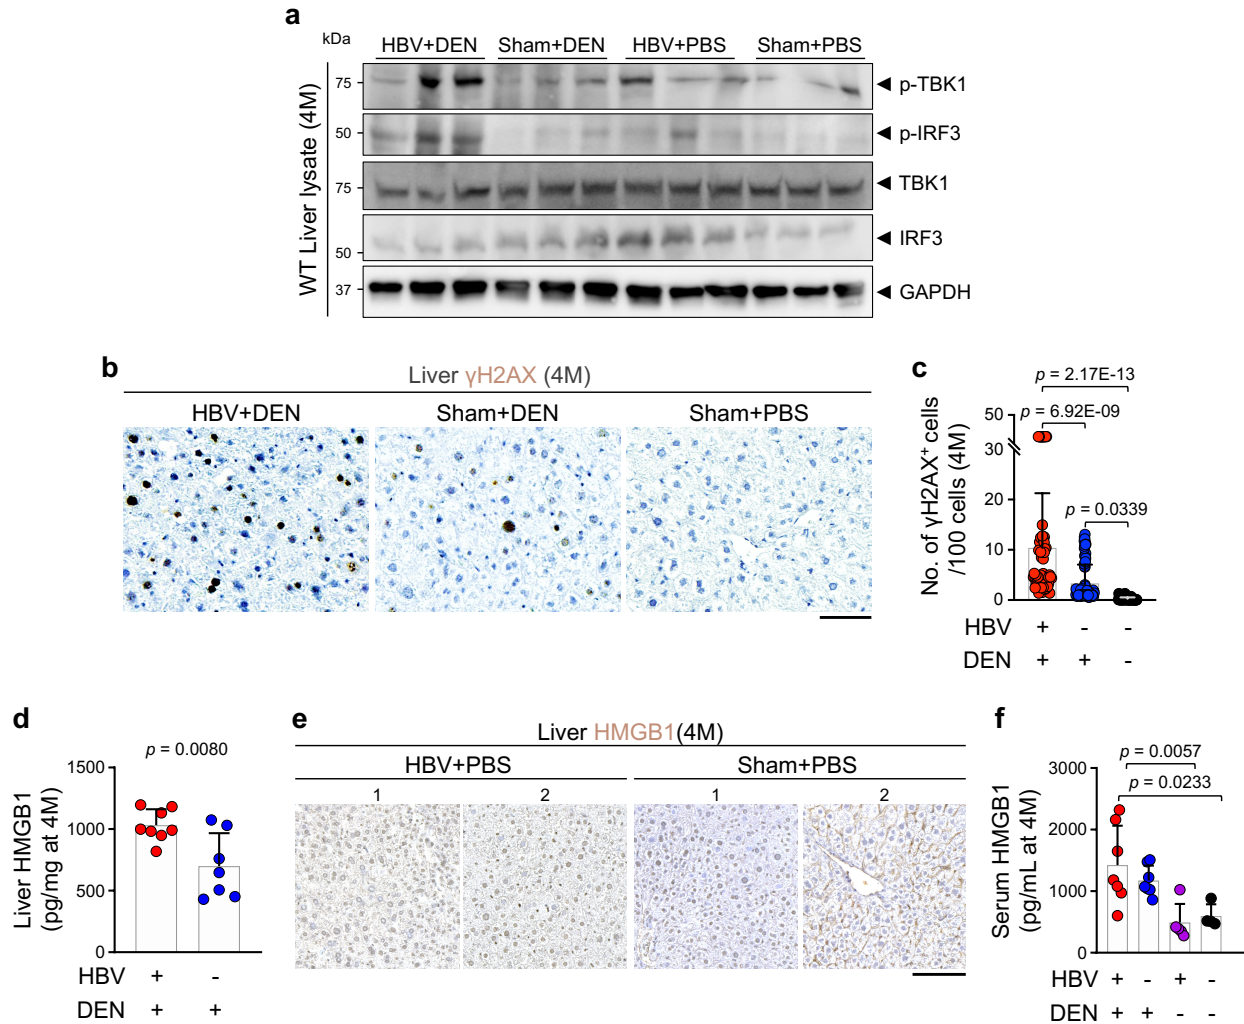 a
kDa
HBV+DEN Sham+DEN HBV+PBS Sham+PBS
WT Liver lysate (4M)
75 p-TBK1
50 p-IRF3
75 TBK1
50 IRF3
37 GAPDH
b
Liver γH2AX (4M)
HBV+DEN Sham+DEN Sham+PBS
c
p = 2.17E-13
p = 6.92E-09
p = 0.0339
No. of γH2AX+ cells
/100 cells (4M)
50
30
20
10
0
HBV + - -
DEN + + -
d
p = 0.0080
Liver HMGB1
(pg/mg at 4M)
1500
1000
500
0
HBV + -
DEN + +
e
Liver HMGB1(4M)
HBV+PBS Sham+PBS
1 2 1 2
f
p = 0.0057
p = 0.0233
Serum HMGB1
(pg/mL at 4M)
3000
2000
1000
0
HBV + - + -
DEN + + - -